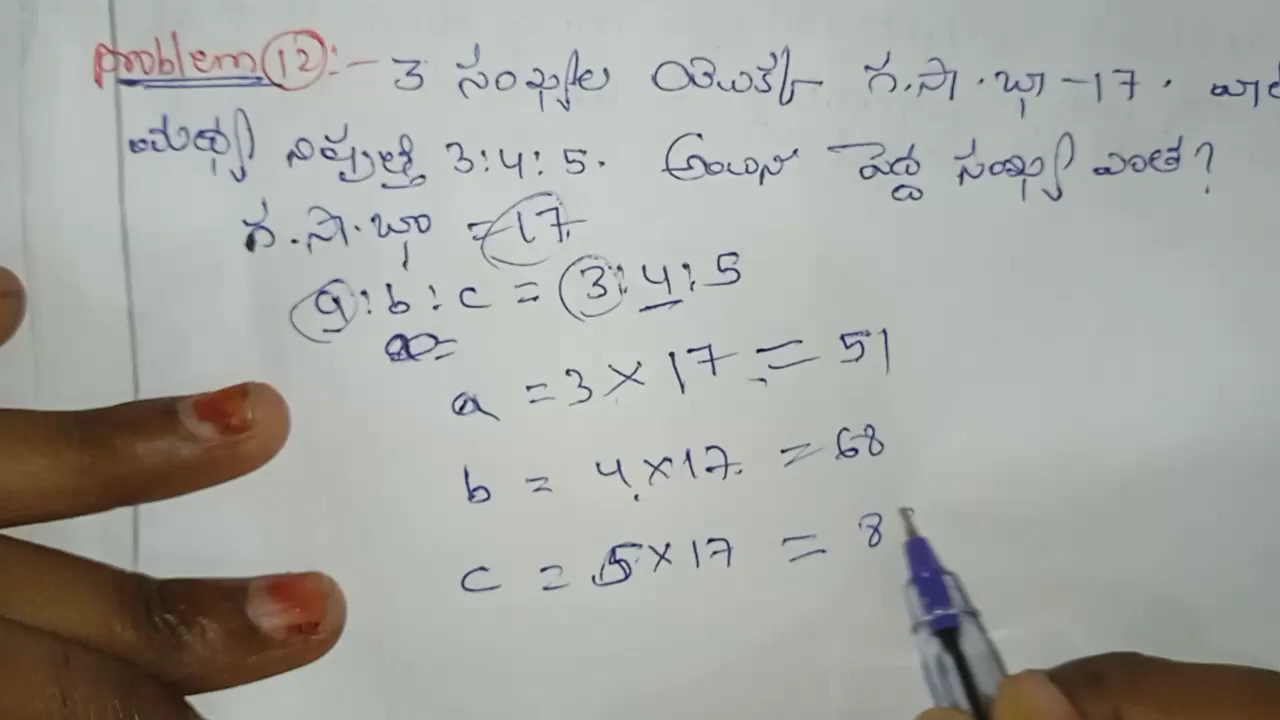 Problem 12:- 3 సంఖ్యల యొక్క గ.సా.భా - 17.
మధ్య నిష్పత్తి 3:4:5. అయిన పెద్ద సంఖ్య ఎంత?
గ.సా.భా = 17
a:b:c = 3:4:5
a = 3 × 17 = 51
b = 4 × 17 = 68
c = 5 × 17 = 8